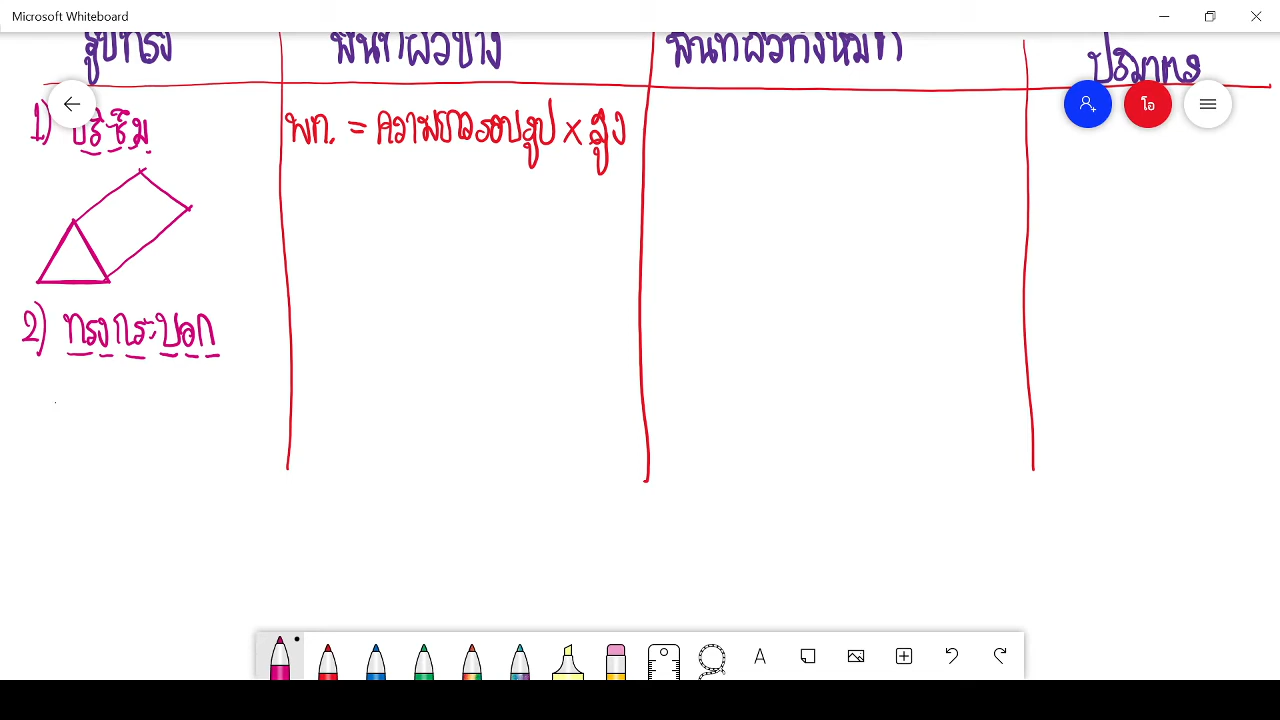 Microsoft Whiteboard
รูปทรง พื้นที่ผิวข้าง พื้นที่ผิวทั้งหมด ปริมาตร
โอ
1) ปริซึม
พท. = ความยาวรอบรูป × สูง
2) ทรงกระบอก
A